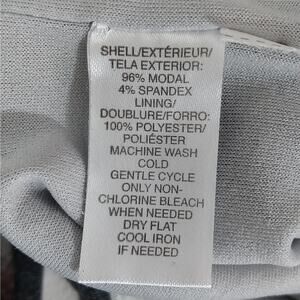 SHELL/EXTÉRIEUR/
TELA EXTERIOR:
96% MODAL
4% SPANDEX
LINING/
DOUBLURE/FORRO:
100% POLYESTER/
POLIÉSTER
MACHINE WASH
COLD
GENTLE CYCLE
ONLY NON-
CHLORINE BLEACH
WHEN NEEDED
DRY FLAT
COOL IRON
IF NEEDED